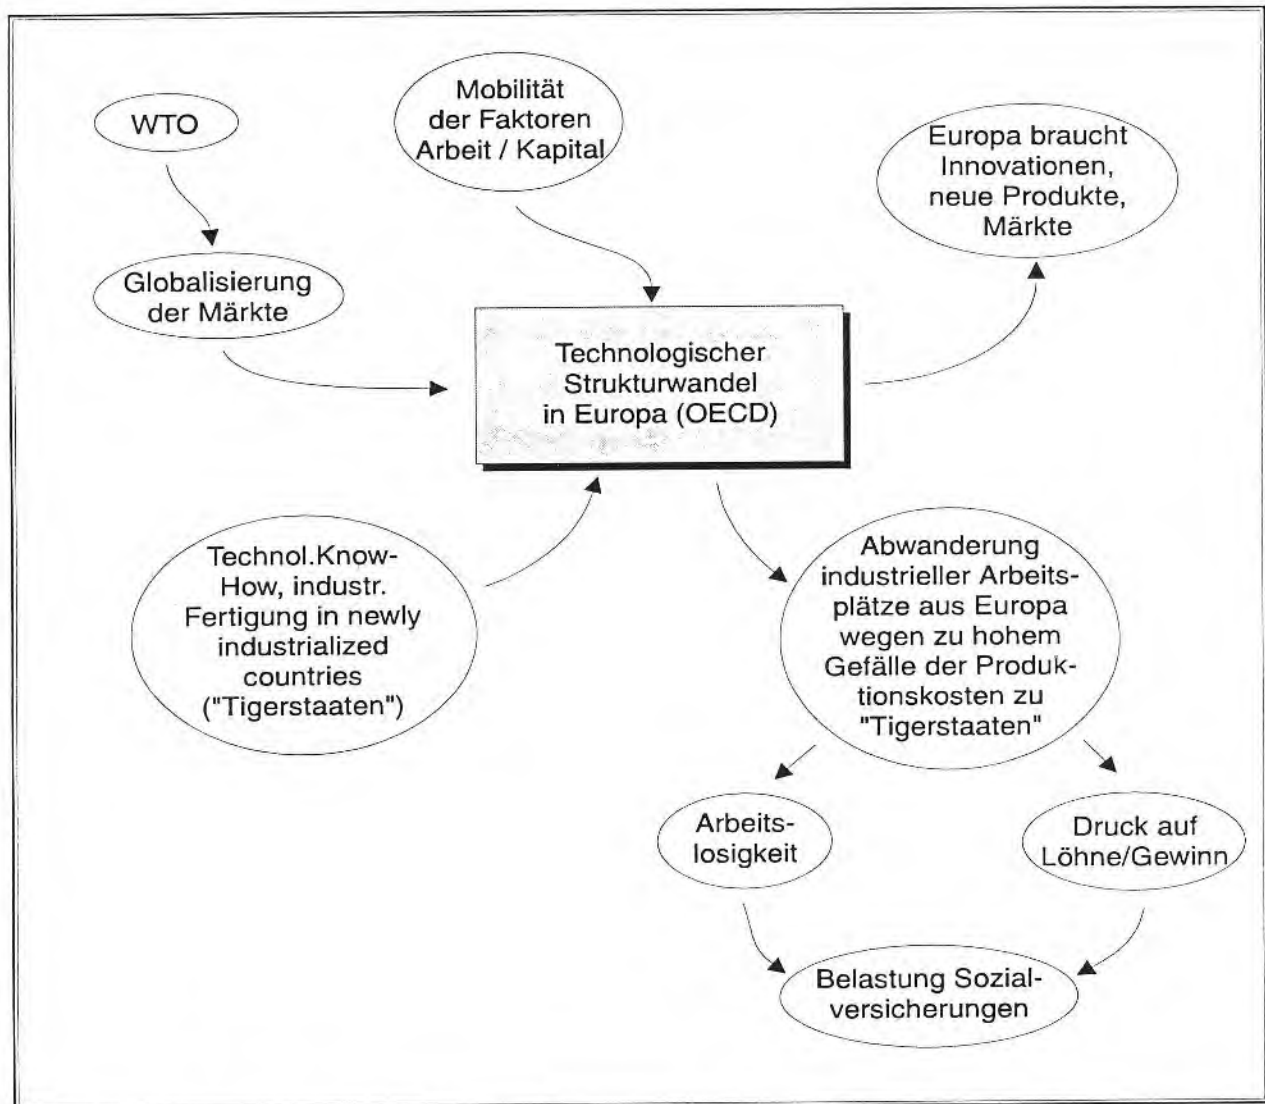 WTO
Mobilität
der Faktoren
Arbeit / Kapital
Europa braucht
Innovationen,
neue Produkte,
Märkte
Globalisierung
der Märkte
Technologischer
Strukturwandel
in Europa (OECD)
Technol.Know-
How, industr.
Fertigung in newly
industrialized
countries
("Tigerstaaten")
Abwanderung
industrieller Arbeits-
plätze aus Europa
wegen zu hohem
Gefälle der Produk-
tionskosten zu
"Tigerstaaten"
Arbeits-
losigkeit
Druck auf
Löhne/Gewinn
Belastung Sozial-
versicherungen